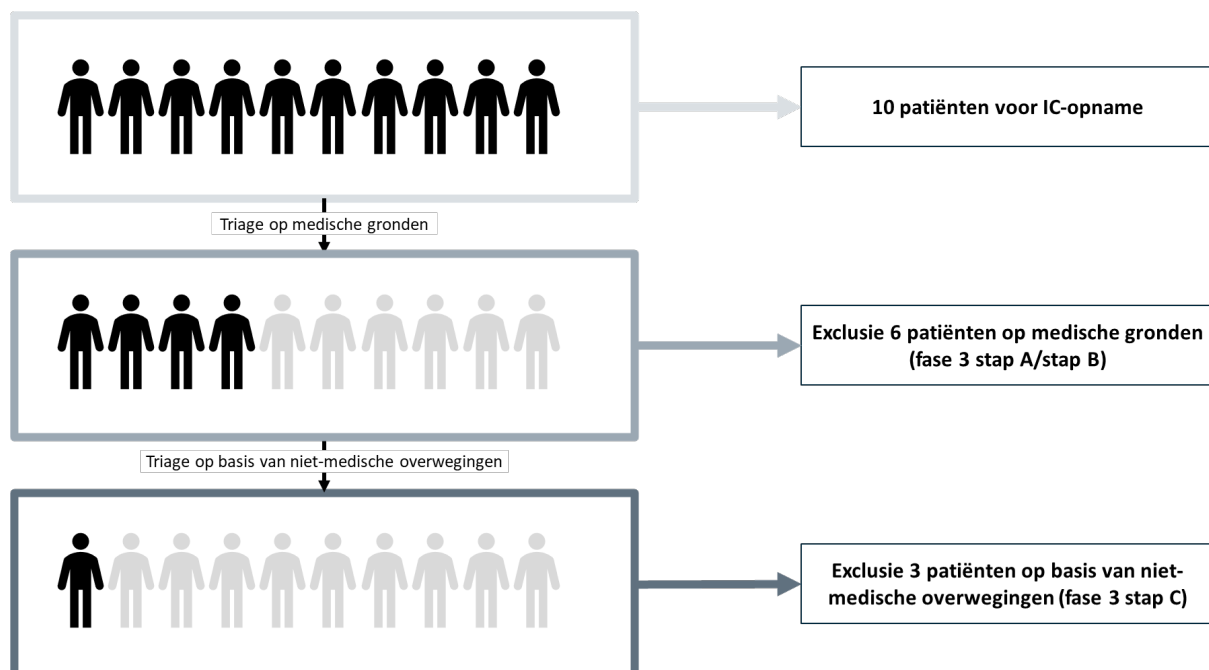 10 patiënten voor IC-opname
Triage op medische gronden
Exclusie 6 patiënten op medische gronden
(fase 3 stap A/stap B)
Triage op basis van niet-medische overwegingen
Exclusie 3 patiënten op basis van niet-
medische overwegingen (fase 3 stap C)